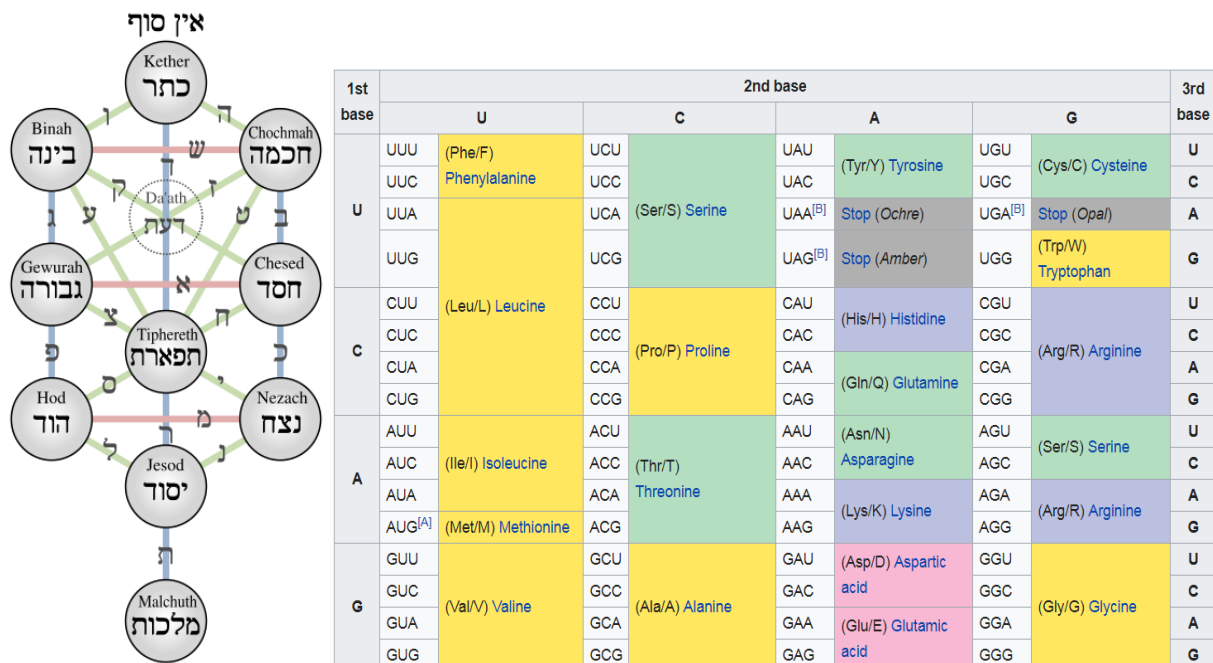 אין סוף
Kether
כתר
ו
ה
Binah
בינה
Chochmah
חכמה
ש
ד
ק
ז
Da'ath
דעת
ג
ע
ט
ב
Gewurah
גבורה
Chesed
חסד
א
צ
ח
Tiphereth
תפארת
פ
כ
ס
י
Hod
הוד
Nezach
נצח
מ
ר
ל
נ
Jesod
יסוד
ת
Malchuth
מלכות
1st base 2nd base 3rd base
U C A G
U
UUU (Phe/F) Phenylalanine UCU (Ser/S) Serine UAU (Tyr/Y) Tyrosine UGU (Cys/C) Cysteine U
UUC UCC UAC UGC C
UUA (Leu/L) Leucine UCA UAA[B] Stop (Ochre) UGA[B] Stop (Opal) A
UUG UCG UAG[B] Stop (Amber) UGG (Trp/W) Tryptophan G
C
CUU CCU (Pro/P) Proline CAU (His/H) Histidine CGU (Arg/R) Arginine U
CUC CCC CAC CGC C
CUA CCA CAA (Gln/Q) Glutamine CGA A
CUG CCG CAG CGG G
A
AUU (Ile/I) Isoleucine ACU (Thr/T) Threonine AAU (Asn/N) Asparagine AGU (Ser/S) Serine U
AUC ACC AAC AGC C
AUA ACA AAA (Lys/K) Lysine AGA (Arg/R) Arginine A
AUG[A] (Met/M) Methionine ACG AAG AGG G
G
GUU (Val/V) Valine GCU (Ala/A) Alanine GAU (Asp/D) Aspartic acid GGU (Gly/G) Glycine U
GUC GCC GAC GGC C
GUA GCA GAA (Glu/E) Glutamic acid GGA A
GUG GCG GAG GGG G